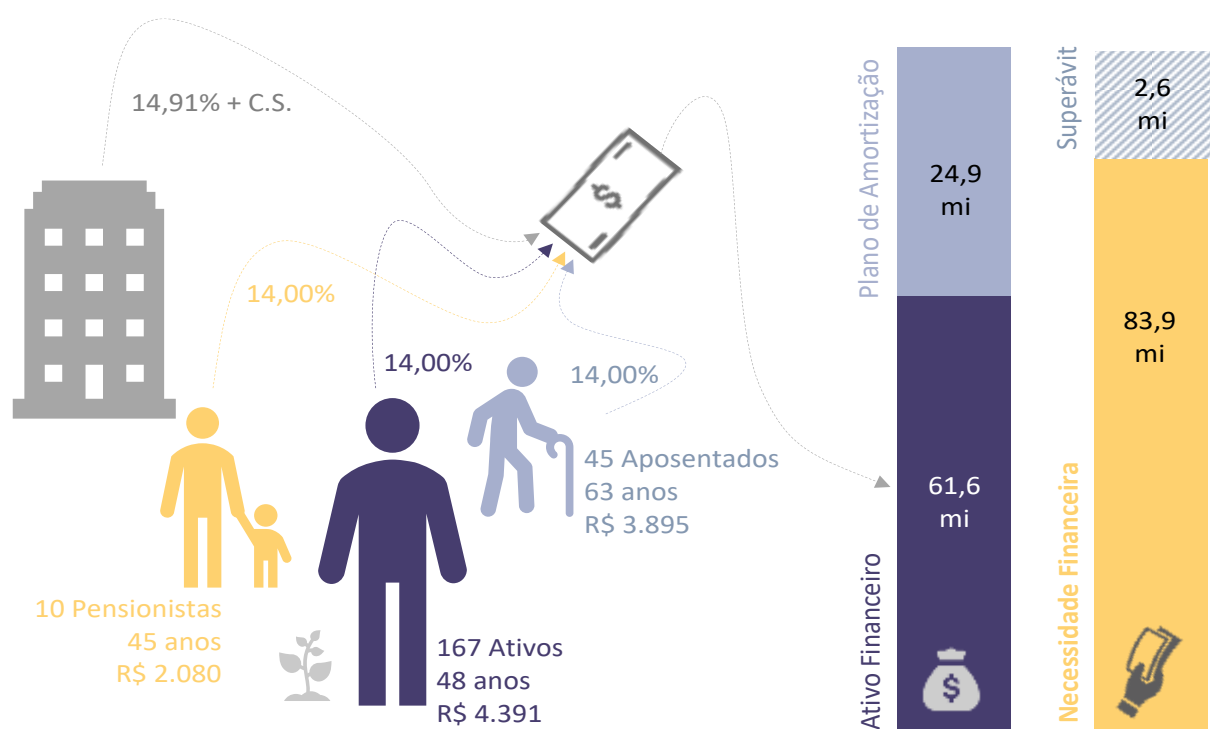 14,91% + C.S.
14,00%
14,00%
14,00%
10 Pensionistas
45 anos
R$ 2.080
167 Ativos
48 anos
R$ 4.391
45 Aposentados
63 anos
R$ 3.895
Plano de Amortização
24,9
mi
Ativo Financeiro
61,6
mi
$
$
Superávit
2,6
mi
Necessidade Financeira
83,9
mi